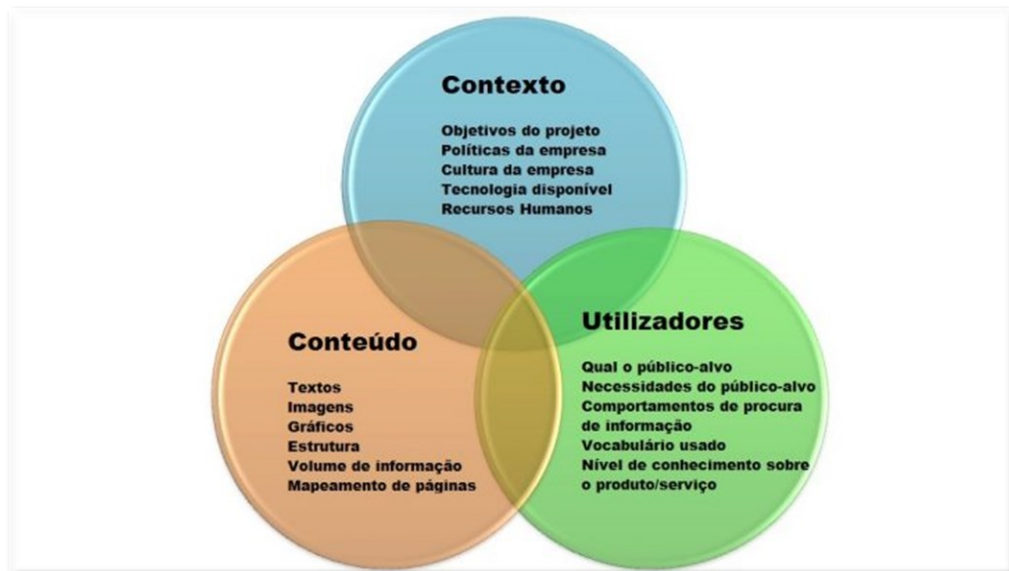 Contexto
Objetivos do projeto
Políticas da empresa
Cultura da empresa
Tecnologia disponível
Recursos Humanos
Conteúdo
Textos
Imagens
Gráficos
Estrutura
Volume de informação
Mapeamento de páginas
Utilizadores
Qual o público-alvo
Necessidades do público-alvo
Comportamentos de procura
de informação
Vocabulário usado
Nível de conhecimento sobre
o produto/serviço